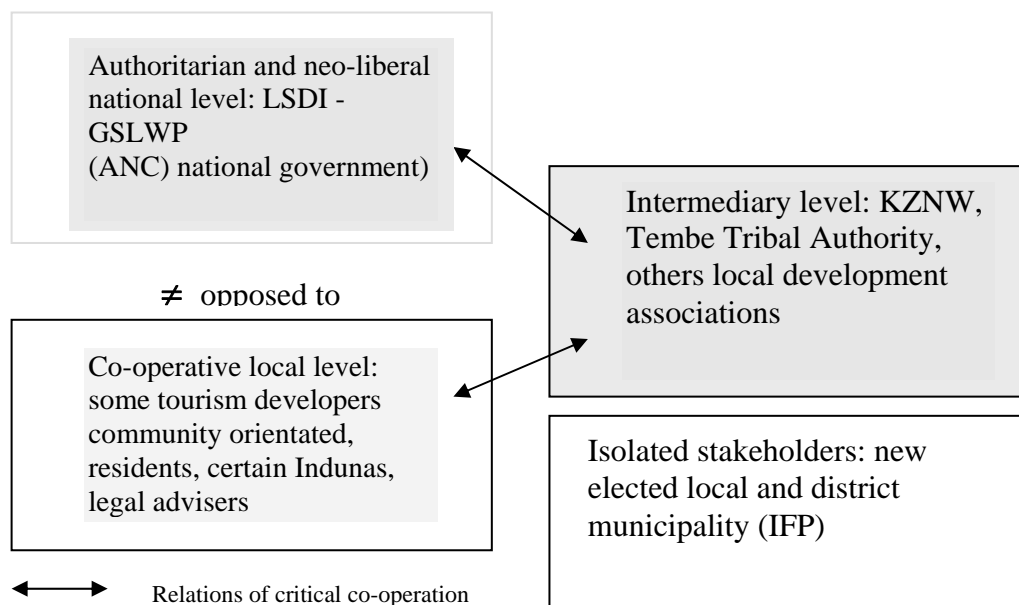 Authoritarian and neo-liberal
national level: LSDI -
GSLWP
(ANC) national government)
Intermediary level: KZNW,
Tembe Tribal Authority,
others local development
associations
≠ opposed to
Co-operative local level:
some tourism developers
community orientated,
residents, certain Indunas,
legal advisers
Isolated stakeholders: new
elected local and district
municipality (IFP)
Relations of critical co-operation